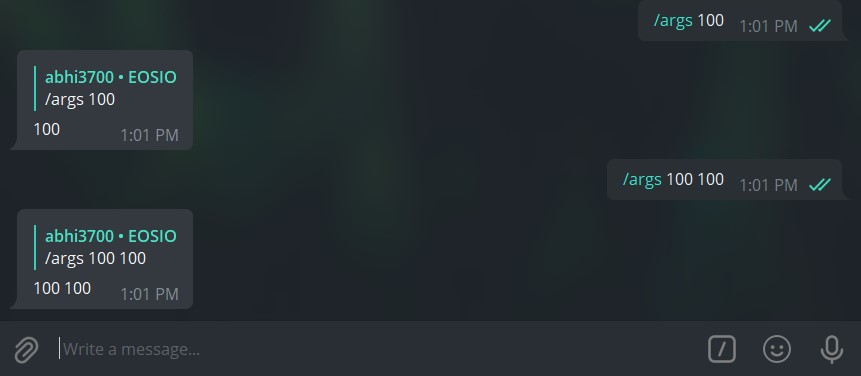 /args 100 1:01 PM
abhi3700 • EOSIO
/args 100
100 1:01 PM
/args 100 100 1:01 PM
abhi3700 • EOSIO
/args 100 100
100 100 1:01 PM
Write a message...